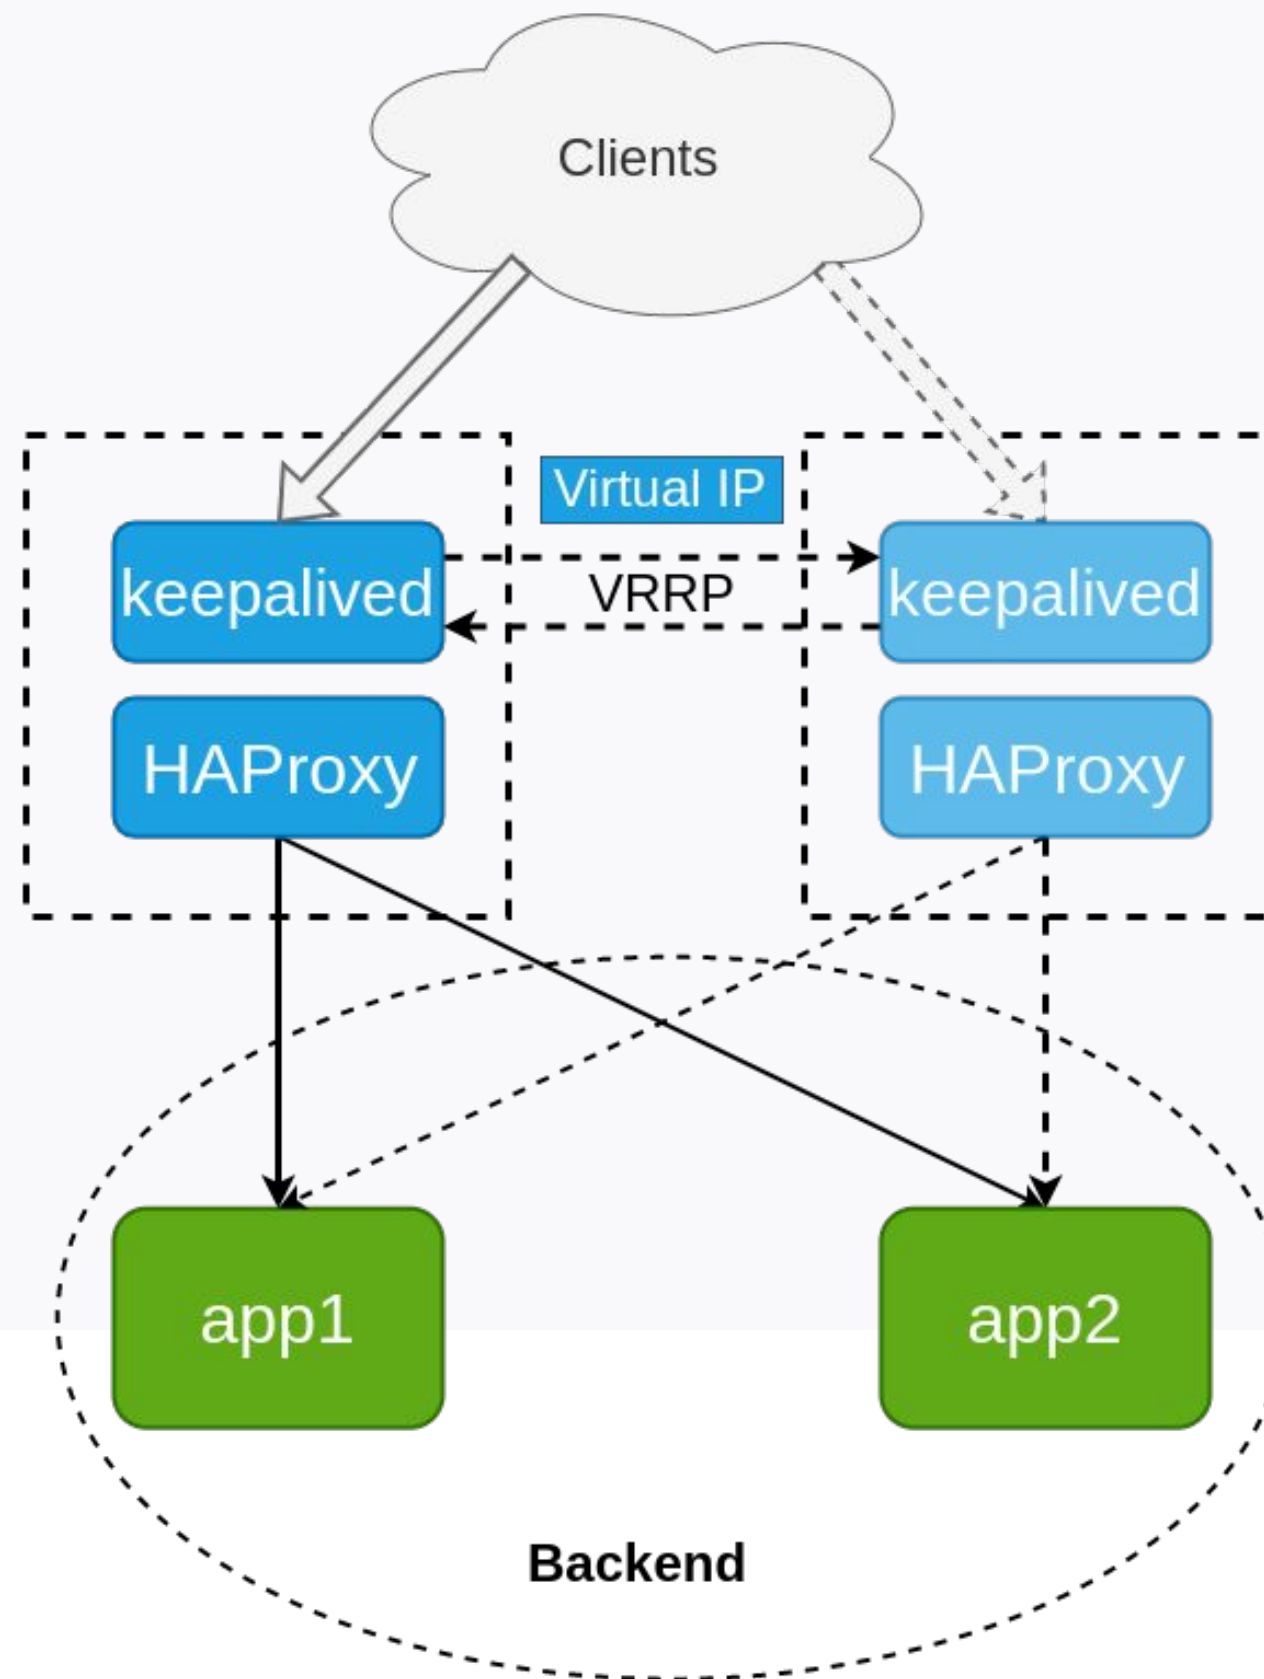 Clients
Virtual IP
keepalived
VRRP
keepalived
HAProxy
HAProxy
app1
app2
Backend